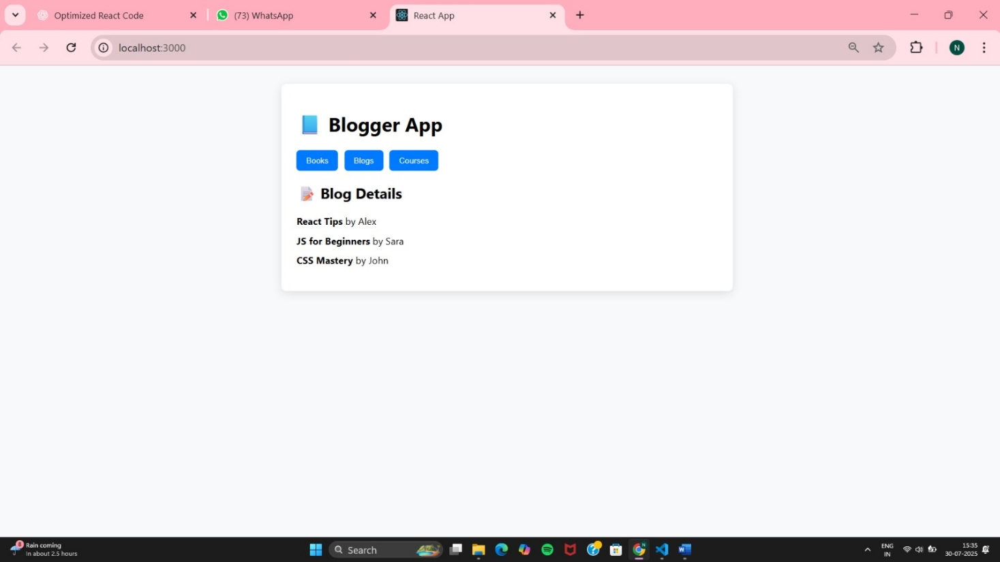 Optimized React Code
(73) WhatsApp
React App
localhost:3000
N
Blogger App
Books Blogs Courses
Blog Details
React Tips by Alex
JS for Beginners by Sara
CSS Mastery by John
8
Rain coming
In about 2.5 hours
Search
N
ENG
IN
15:35
30-07-2025